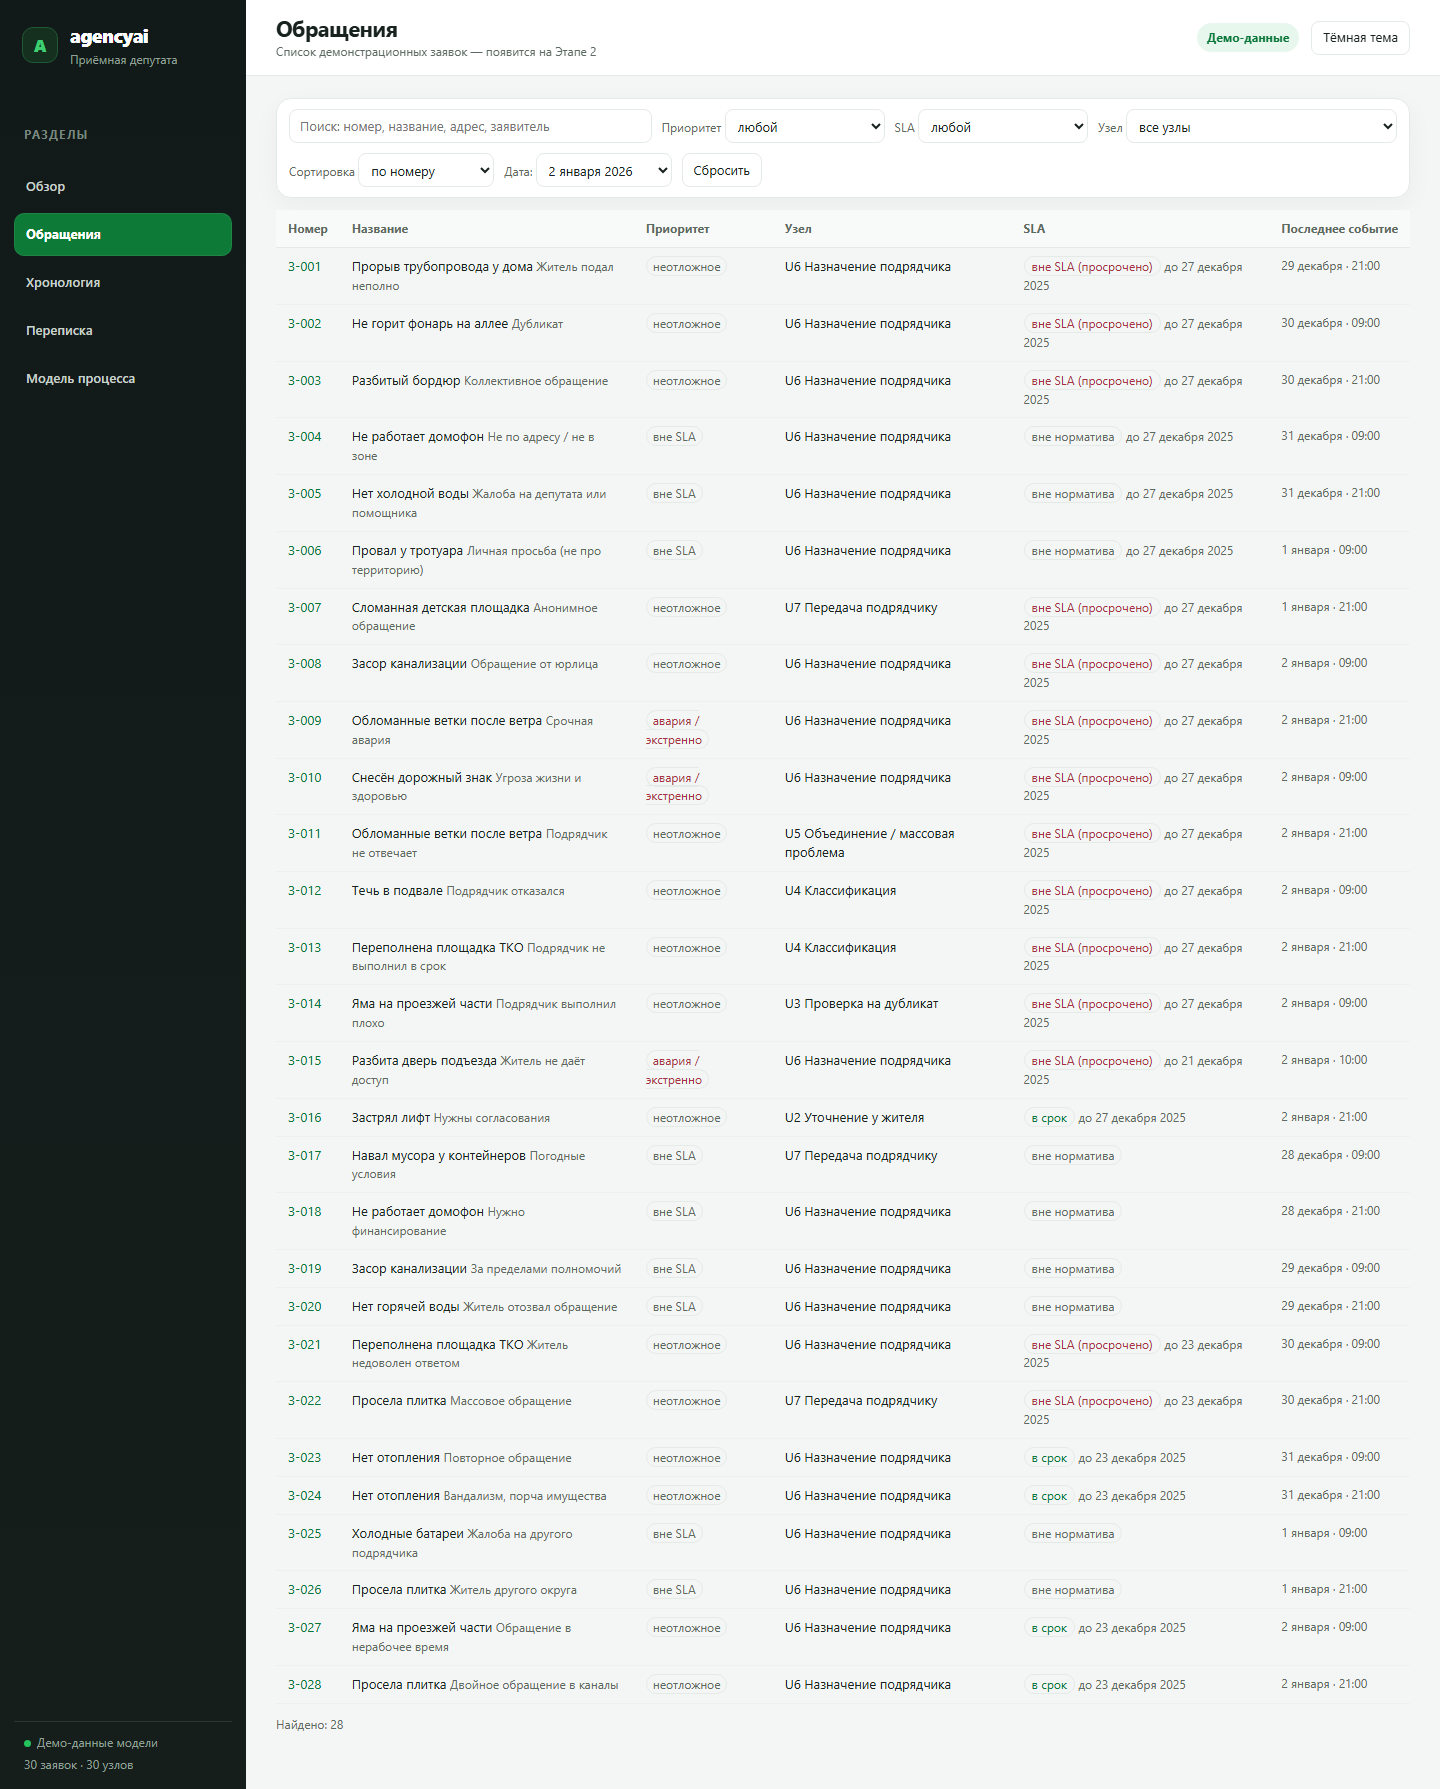 A
agencyai
Приёмная депутата
РАЗДЕЛЫ
Обзор
Обращения
Хронология
Переписка
Модель процесса
Демо-данные модели
30 заявок · 30 узлов
Обращения
Список демонстрационных заявок — появится на Этапе 2
Демо-данные
Тёмная тема
Поиск: номер, название, адрес, заявитель
Приоритет любой
SLA любой
Узел все узлы
Сортировка по номеру
Дата: 2 января 2026
Сбросить
Номер Название Приоритет Узел SLA Последнее событие
3-001 Прорыв трубопровода у дома Житель подал неотложное U6 Назначение подрядчика вне SLA (просрочено) до 27 декабря 29 декабря · 21:00
неполно 2025
3-002 Не горит фонарь на аллее Дубликат неотложное U6 Назначение подрядчика вне SLA (просрочено) до 27 декабря 30 декабря · 09:00
2025
3-003 Разбитый бордюр Коллективное обращение неотложное U6 Назначение подрядчика вне SLA (просрочено) до 27 декабря 30 декабря · 21:00
2025
3-004 Не работает домофон Не по адресу / не в вне SLA U6 Назначение подрядчика вне норматива до 27 декабря 2025 31 декабря · 09:00
зоне
3-005 Нет холодной воды Жалоба на депутата или вне SLA U6 Назначение подрядчика вне норматива до 27 декабря 2025 31 декабря · 21:00
помощника
3-006 Провал у тротуара Личная просьба (не про вне SLA U6 Назначение подрядчика вне норматива до 27 декабря 2025 1 января · 09:00
территорию)
3-007 Сломанная детская площадка Анонимное неотложное U7 Передача подрядчику вне SLA (просрочено) до 27 декабря 1 января · 21:00
обращение 2025
3-008 Засор канализации Обращение от юрлица неотложное U6 Назначение подрядчика вне SLA (просрочено) до 27 декабря 2 января · 09:00
2025
3-009 Обломанные ветки после ветра Срочная авария / U6 Назначение подрядчика вне SLA (просрочено) до 27 декабря 2 января · 21:00
авария экстренно 2025
3-010 Снесён дорожный знак Угроза жизни и авария / U6 Назначение подрядчика вне SLA (просрочено) до 27 декабря 2 января · 09:00
здоровью экстренно 2025
3-011 Обломанные ветки после ветра Подрядчик неотложное U5 Объединение / массовая вне SLA (просрочено) до 27 декабря 2 января · 21:00
не отвечает проблема 2025
3-012 Течь в подвале Подрядчик отказался неотложное U4 Классификация вне SLA (просрочено) до 27 декабря 2 января · 09:00
2025
3-013 Переполнена площадка ТКО Подрядчик не неотложное U4 Классификация вне SLA (просрочено) до 27 декабря 2 января · 21:00
выполнил в срок 2025
3-014 Яма на проезжей части Подрядчик выполнил неотложное U3 Проверка на дубликат вне SLA (просрочено) до 27 декабря 2 января · 09:00
плохо 2025
3-015 Разбита дверь подъезда Житель не даёт авария / U6 Назначение подрядчика вне SLA (просрочено) до 21 декабря 2 января · 10:00
доступ экстренно 2025
3-016 Застрял лифт Нужны согласования неотложное U2 Уточнение у жителя в срок до 27 декабря 2025 2 января · 21:00
3-017 Навал мусора у контейнеров Погодные вне SLA U7 Передача подрядчику вне норматива 28 декабря · 09:00
условия
3-018 Не работает домофон Нужно вне SLA U6 Назначение подрядчика вне норматива 28 декабря · 21:00
финансирование
3-019 Засор канализации За пределами полномочий вне SLA U6 Назначение подрядчика вне норматива 29 декабря · 09:00
3-020 Нет горячей воды Житель отозвал обращение вне SLA U6 Назначение подрядчика вне норматива 29 декабря · 21:00
3-021 Переполнена площадка ТКО Житель неотложное U6 Назначение подрядчика вне SLA (просрочено) до 23 декабря 30 декабря · 09:00
недоволен ответом 2025
3-022 Просела плитка Массовое обращение неотложное U7 Передача подрядчику вне SLA (просрочено) до 23 декабря 30 декабря · 21:00
2025
3-023 Нет отопления Повторное обращение неотложное U6 Назначение подрядчика в срок до 23 декабря 2025 31 декабря · 09:00
3-024 Нет отопления Вандализм, порча имущества неотложное U6 Назначение подрядчика в срок до 23 декабря 2025 31 декабря · 21:00
3-025 Холодные батареи Жалоба на другого вне SLA U6 Назначение подрядчика вне норматива 1 января · 09:00
подрядчика
3-026 Просела плитка Житель другого округа вне SLA U6 Назначение подрядчика вне норматива 1 января · 21:00
3-027 Яма на проезжей части Обращение в неотложное U6 Назначение подрядчика в срок до 23 декабря 2025 2 января · 09:00
нерабочее время
3-028 Просела плитка Двойное обращение в каналы неотложное U6 Назначение подрядчика в срок до 23 декабря 2025 2 января · 21:00
Найдено: 28